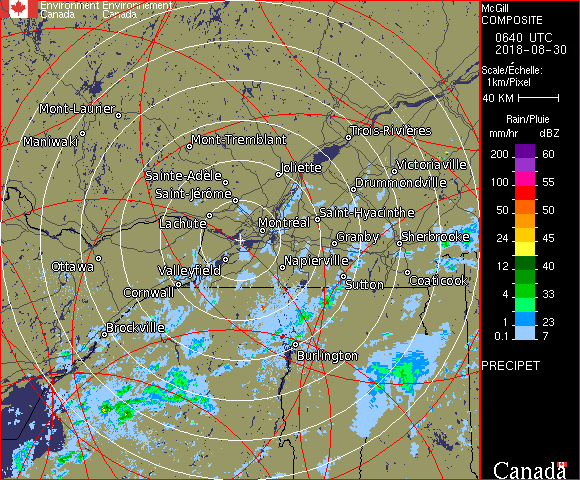 Environment Environnement
Canada Canada
McGill
COMPOSITE
0640 UTC
2018-08-30
Scale/Échelle:
1km/Pixel
40 KM
Rain/Pluie
mm/hr dBZ
200 60
100 55
50 50
24 45
12 40
4 33
1 23
0.1 7
PRECIPET
Canada
Mont-Laurier
Maniwaki
Mont-Tremblant
Trois-Rivières
Sainte-Adèle
Joliette
Victoriaville
Saint-Jérôme
Drummondville
Lachute
Montréal
Saint-Hyacinthe
Granby
Sherbrooke
Ottawa
Valleyfield
Napierville
Cornwall
Sutton
Coaticook
Brockville
Burlington